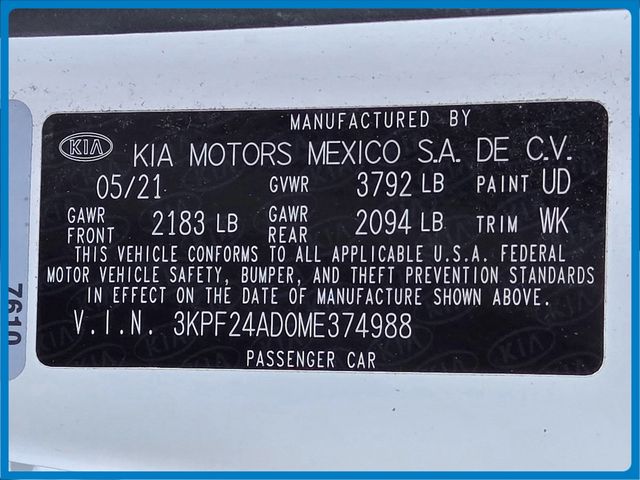 MANUFACTURED BY
KIA KIA MOTORS MEXICO S.A. DE C.V.
05/21 GVWR 3792 LB PAINT UD
GAWR FRONT 2183 LB GAWR REAR 2094 LB TRIM WK
THIS VEHICLE CONFORMS TO ALL APPLICABLE U.S.A. FEDERAL
MOTOR VEHICLE SAFETY, BUMPER, AND THEFT PREVENTION STANDARDS
IN EFFECT ON THE DATE OF MANUFACTURE SHOWN ABOVE.
V.I.N. 3KPF24AD0ME374988
PASSENGER CAR